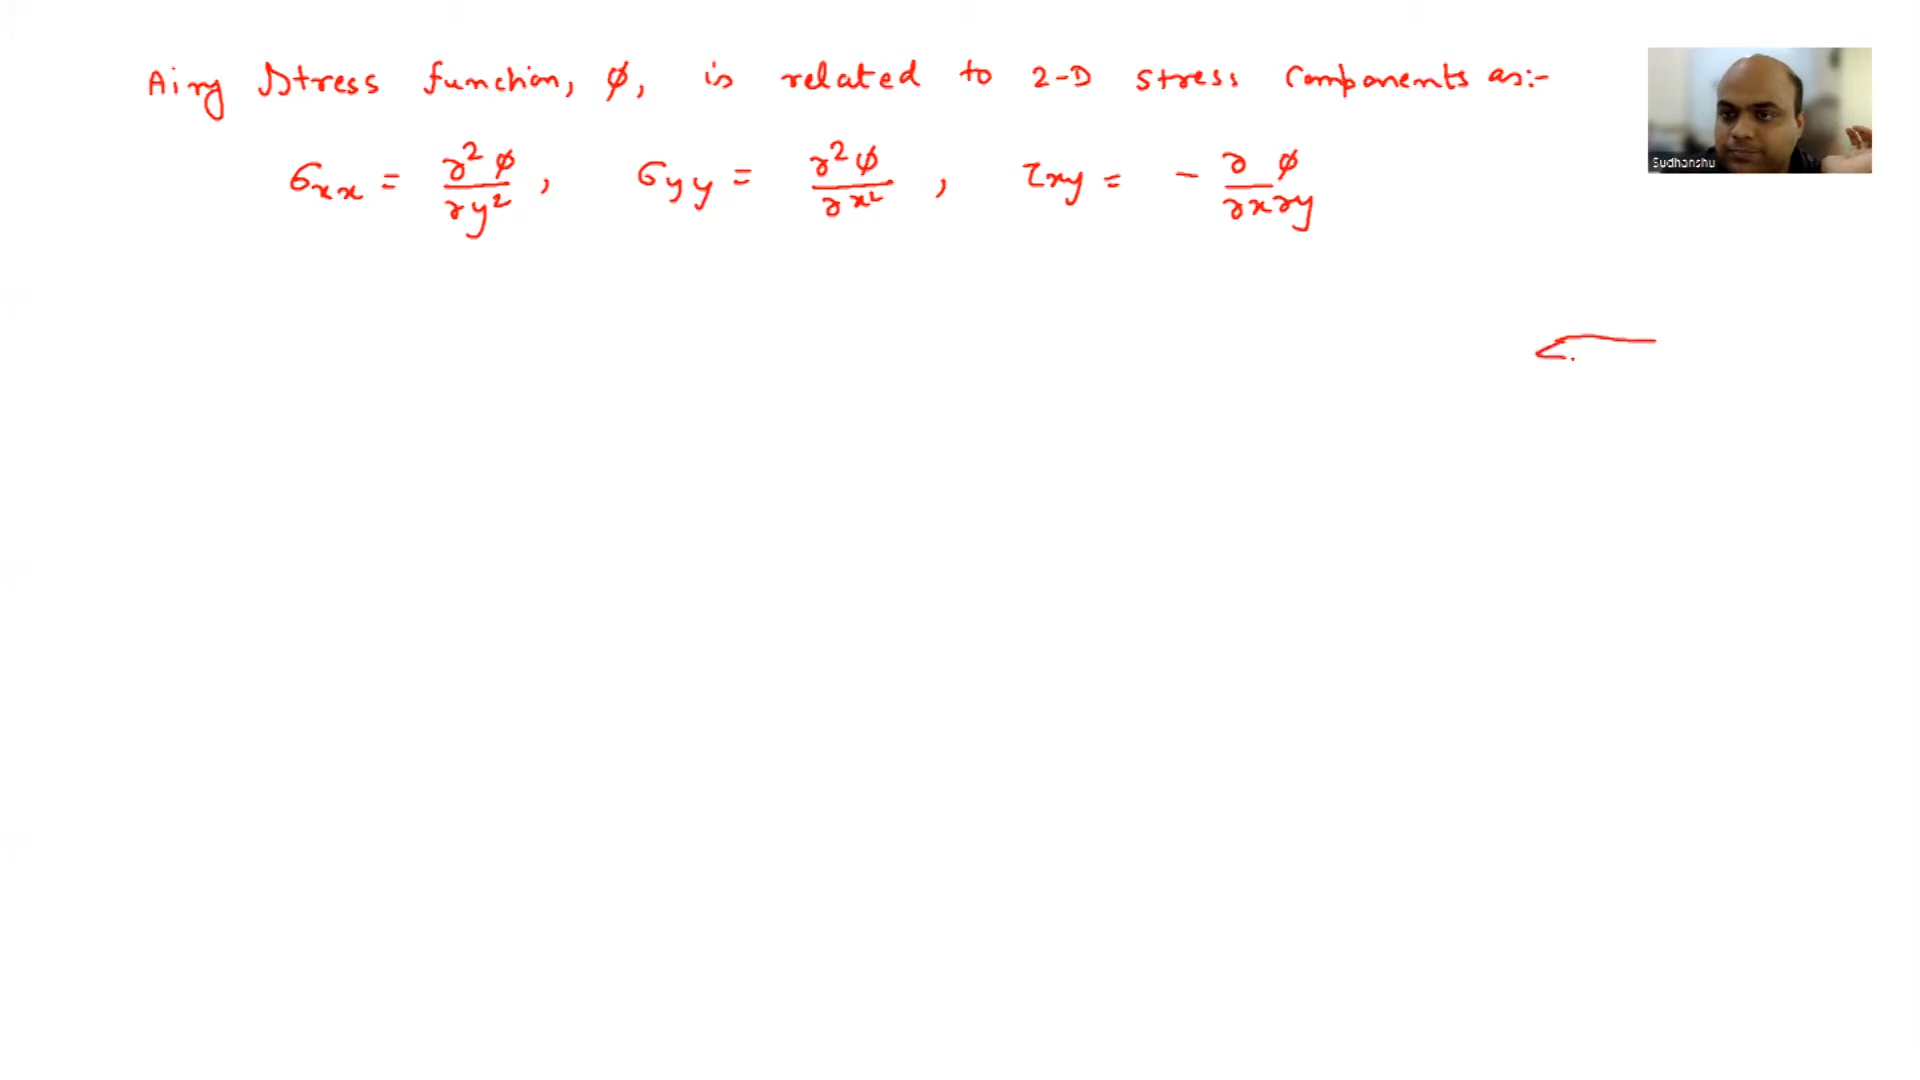 Airy Stress function, φ, is related to 2-D stress components as:-
σxx = ∂²φ/∂y², σyy = ∂²φ/∂x², τxy = - ∂ φ/∂x∂y
Sudhanshu